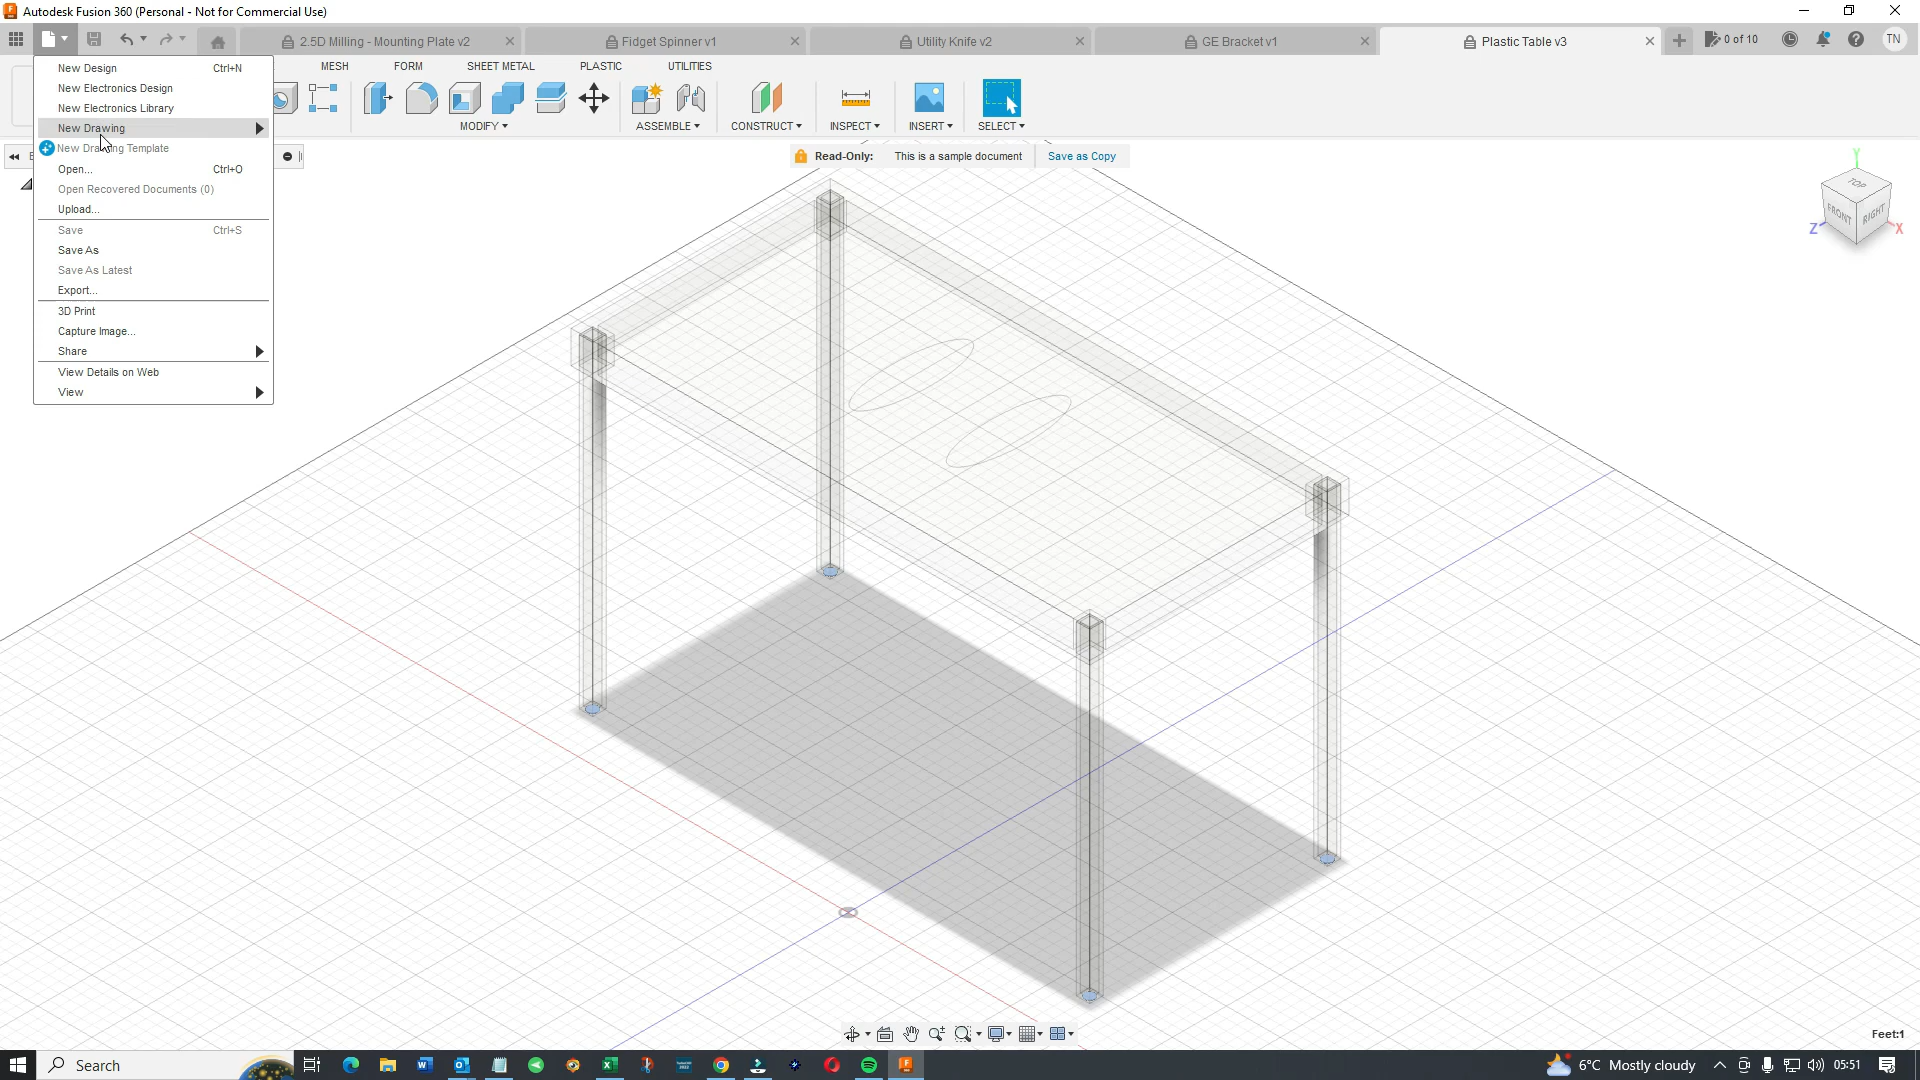 Autodesk Fusion 360 (Personal - Not for Commercial Use)
2.5D Milling - Mounting Plate v2
Fidget Spinner v1
Utility Knife v2
GE Bracket v1
Plastic Table v3
0 of 10
TN
MESH
FORM
SHEET METAL
PLASTIC
UTILITIES
MODIFY
ASSEMBLE
CONSTRUCT
INSPECT
INSERT
SELECT
New Design Ctrl+N
New Electronics Design
New Electronics Library
New Drawing
New Drawing Template
Open... Ctrl+O
Open Recovered Documents (0)
Upload...
Save Ctrl+S
Save As
Save As Latest
Export...
3D Print
Capture Image...
Share
View Details on Web
View
Read-Only: This is a sample document Save as Copy
Y
TOP
FRONT
RIGHT
Z
X
Feet:1
Search
6°C Mostly cloudy
05:51